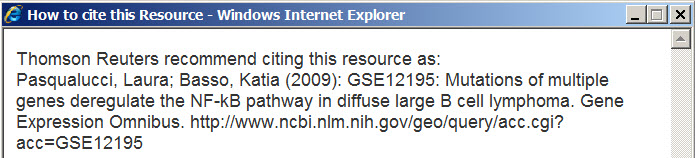 How to cite this Resource - Windows Internet Explorer
Thomson Reuters recommend citing this resource as:
Pasqualucci, Laura; Basso, Katia (2009): GSE12195: Mutations of multiple
genes deregulate the NF-kB pathway in diffuse large B cell lymphoma. Gene
Expression Omnibus. http://www.ncbi.nlm.nih.gov/geo/query/acc.cgi?
acc=GSE12195